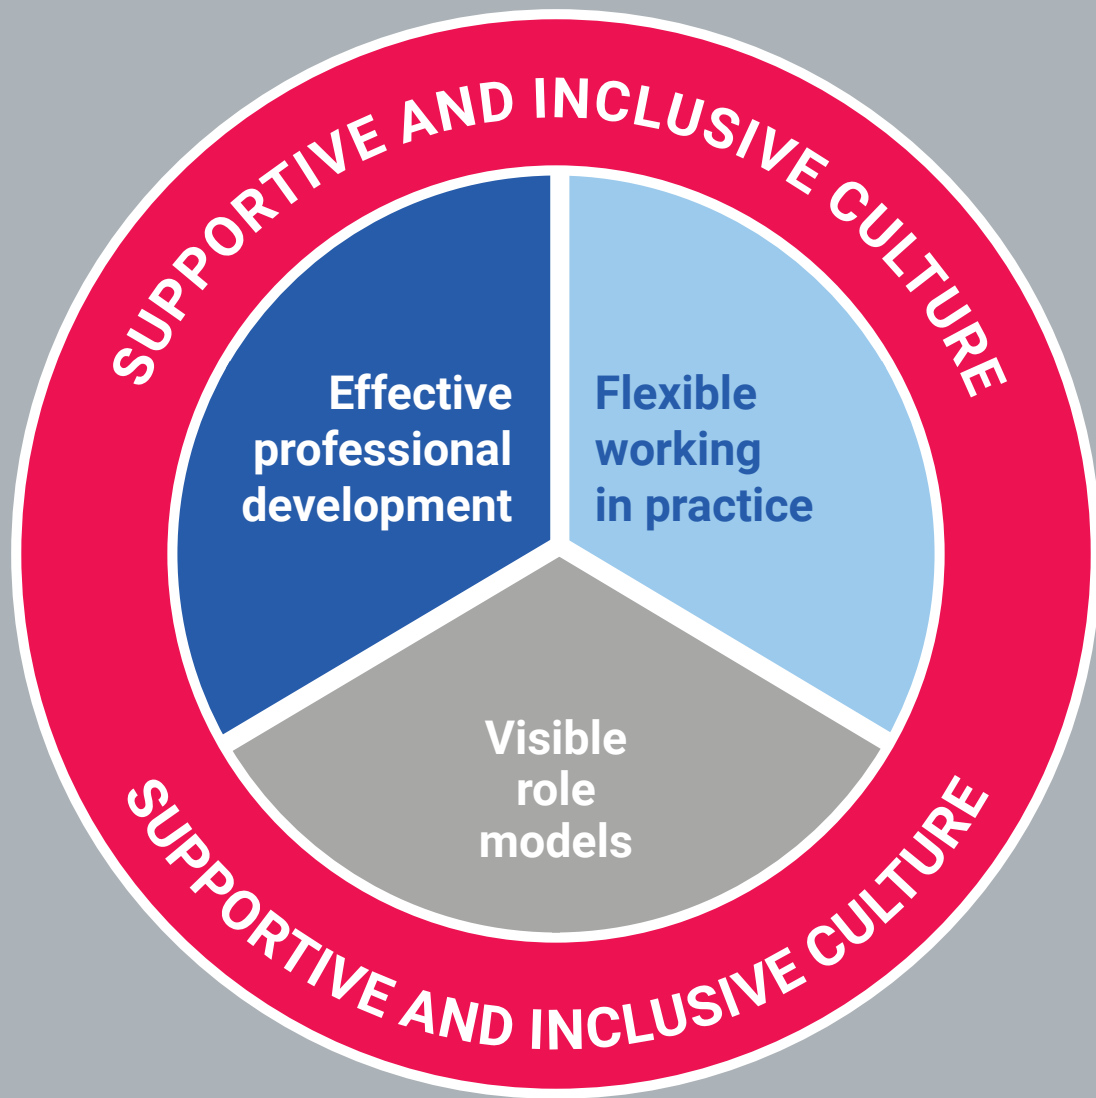 SUPPORTIVE AND INCLUSIVE CULTURE
Effective
professional
development
Flexible
working
in practice
Visible
role
models
SUPPORTIVE AND INCLUSIVE CULTURE